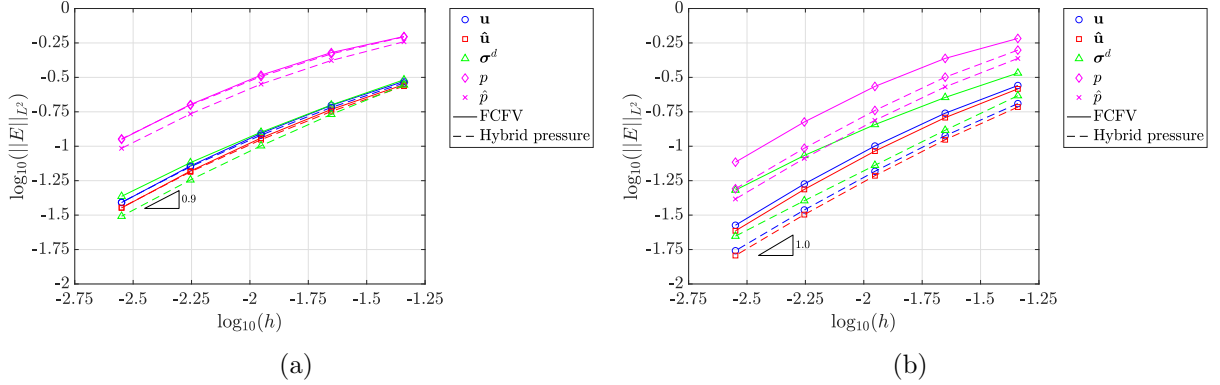 0
-0.25
-0.5
-0.75
-1
-1.25
-1.5
-1.75
-2
-2.75 -2.5 -2.25 -2 -1.75 -1.5 -1.25
log₁₀(h)
log₁₀(||E||_{L²})
0.9
u
û
σᵈ
p
p̂
FCFV
Hybrid pressure
(a)
0
-0.25
-0.5
-0.75
-1
-1.25
-1.5
-1.75
-2
-2.75 -2.5 -2.25 -2 -1.75 -1.5 -1.25
log₁₀(h)
log₁₀(||E||_{L²})
1.0
u
û
σᵈ
p
p̂
FCFV
Hybrid pressure
(b)